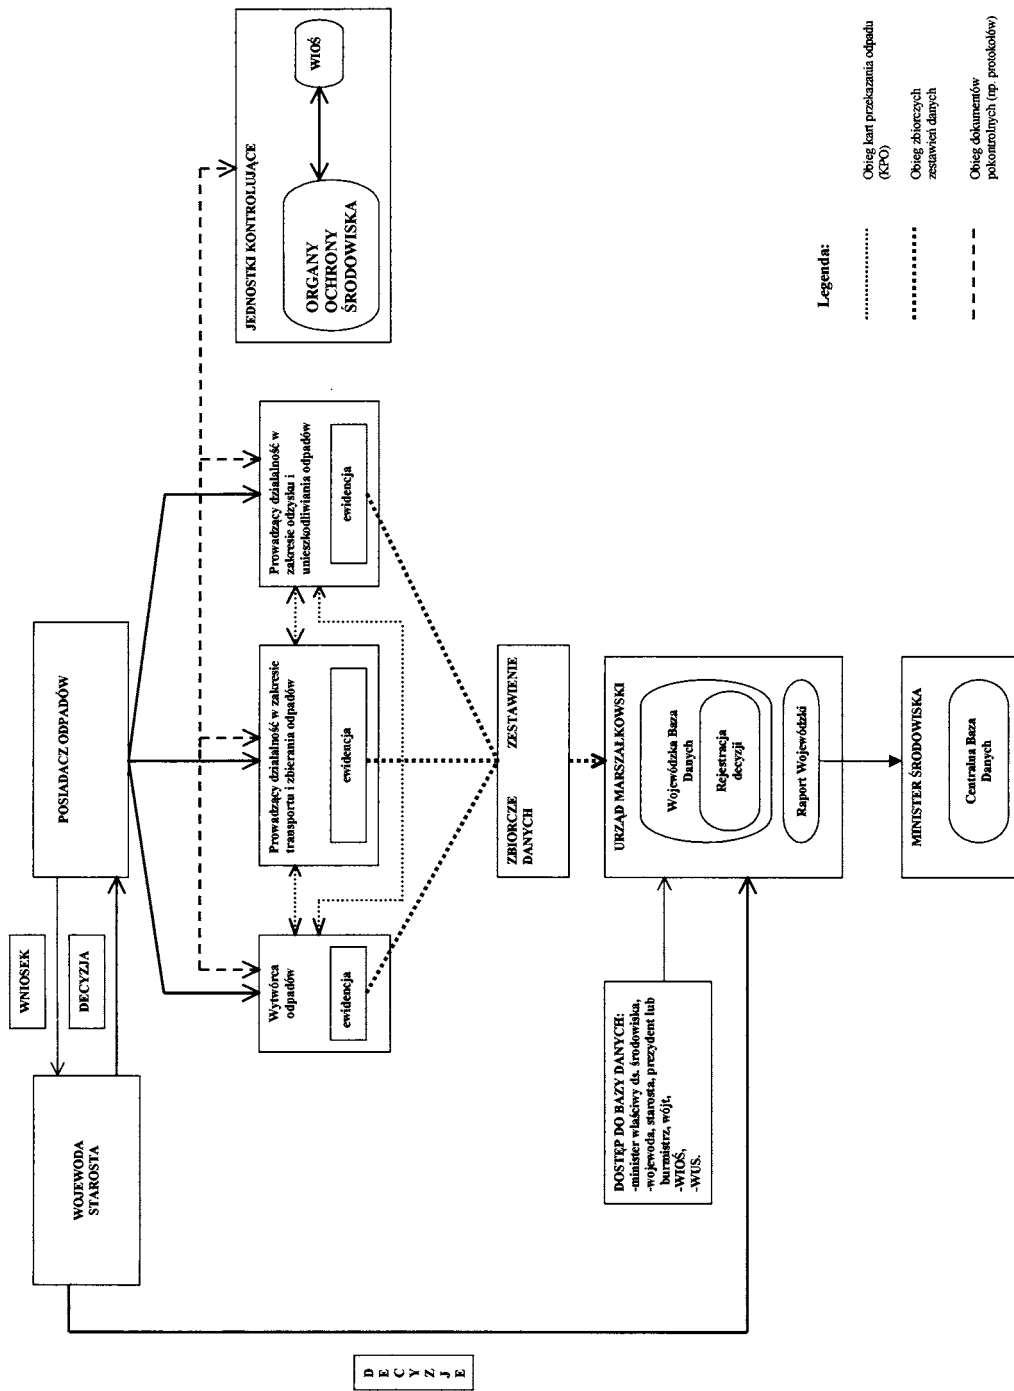 WNIOSEK
DECYZJA
WOJEWODA
STAROSTA
POSIADACZ ODPADÓW
D
E
C
Y
Z
J
E
Wytwórca
odpadów
ewidencja
Prowadzący działalność w zakresie
transportu i zbierania odpadów
ewidencja
Prowadzący działalność w
zakresie odzysku i
unieszkodliwiania odpadów
ewidencja
JEDNOSTKI KONTROLUJĄCE
ORGANY
OCHRONY
ŚRODOWISKA
WIOŚ
ZBIORCZE ZESTAWIENIE
DANYCH
DOSTĘP DO BAZY DANYCH:
-minister właściwy ds. środowiska,
-wojewoda, starosta, prezydent lub
burmistrz, wójt,
-WIOŚ,
-WUS.
URZĄD MARSZAŁKOWSKI
Wojewódzka Baza
Danych
Rejestracja
decyzji
Raport Wojewódzki
MINISTER ŚRODOWISKA
Centralna Baza
Danych
Legenda:
Obieg kart przekazania odpadu
(KPO)
Obieg zbiorczych
zestawień danych
Obieg dokumentów
pokontrolnych (np. protokołów)